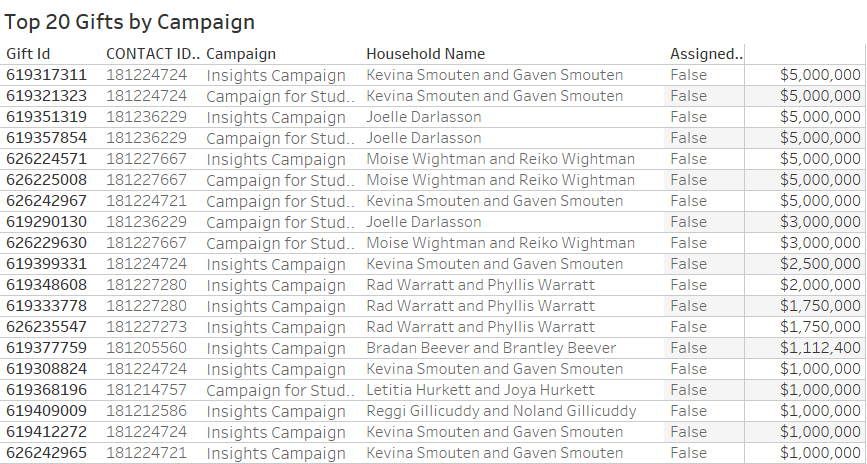 Top 20 Gifts by Campaign
Gift Id CONTACT ID.. Campaign Household Name Assigned..
619317311 181224724 Insights Campaign Kevina Smouten and Gaven Smouten False $5,000,000
619321323 181224724 Campaign for Stud.. Kevina Smouten and Gaven Smouten False $5,000,000
619351319 181236229 Insights Campaign Joelle Darlasson False $5,000,000
619357854 181236229 Campaign for Stud.. Joelle Darlasson False $5,000,000
626224571 181227667 Insights Campaign Moise Wightman and Reiko Wightman False $5,000,000
626225008 181227667 Campaign for Stud.. Moise Wightman and Reiko Wightman False $5,000,000
626242967 181224721 Campaign for Stud.. Kevina Smouten and Gaven Smouten False $5,000,000
619290130 181236229 Campaign for Stud.. Joelle Darlasson False $3,000,000
626229630 181227667 Campaign for Stud.. Moise Wightman and Reiko Wightman False $3,000,000
619399331 181224724 Insights Campaign Kevina Smouten and Gaven Smouten False $2,500,000
619348608 181227280 Insights Campaign Rad Warratt and Phyllis Warratt False $2,000,000
619333778 181227280 Insights Campaign Rad Warratt and Phyllis Warratt False $1,750,000
626235547 181227273 Insights Campaign Rad Warratt and Phyllis Warratt False $1,750,000
619377759 181205560 Insights Campaign Bradan Beever and Brantley Beever False $1,112,400
619308824 181224724 Insights Campaign Kevina Smouten and Gaven Smouten False $1,000,000
619368196 181214757 Campaign for Stud.. Letitia Hurkett and Joya Hurkett False $1,000,000
619409009 181212586 Insights Campaign Reggi Gillicuddy and Noland Gillicuddy False $1,000,000
619412272 181224724 Insights Campaign Kevina Smouten and Gaven Smouten False $1,000,000
626242965 181224721 Insights Campaign Kevina Smouten and Gaven Smouten False $1,000,000